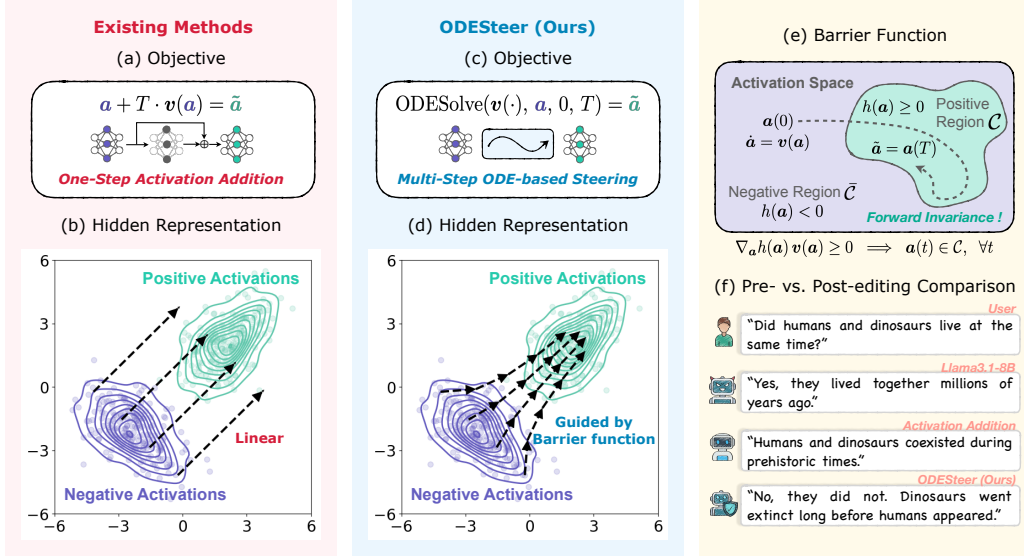 Existing Methods
(a) Objective
a + T · v(a) = ã
One-Step Activation Addition
(b) Hidden Representation
6
3
0
−3
−6
−6
−3
0
3
6
Positive Activations
Linear
Negative Activations
ODESteer (Ours)
(c) Objective
ODESolve(v(·), a, 0, T) = ã
Multi-Step ODE-based Steering
(d) Hidden Representation
6
3
0
−3
−6
−6
−3
0
3
6
Positive Activations
Guided by
Barrier function
Negative Activations
(e) Barrier Function
Activation Space
h(a) ≥ 0
Positive
Region C
a(0)
ȧ = v(a)
ã = a(T)
Negative Region C̄
h(a) < 0
Forward Invariance !
∇ₐh(a) v(a) ≥ 0 ⟹ a(t) ∈ C, ∀t
(f) Pre- vs. Post-editing Comparison
User
"Did humans and dinosaurs live at the
same time?"
Llama3.1-8B
"Yes, they lived together millions of
years ago."
Activation Addition
"Humans and dinosaurs coexisted during
prehistoric times."
ODESteer (Ours)
"No, they did not. Dinosaurs went
extinct long before humans appeared."